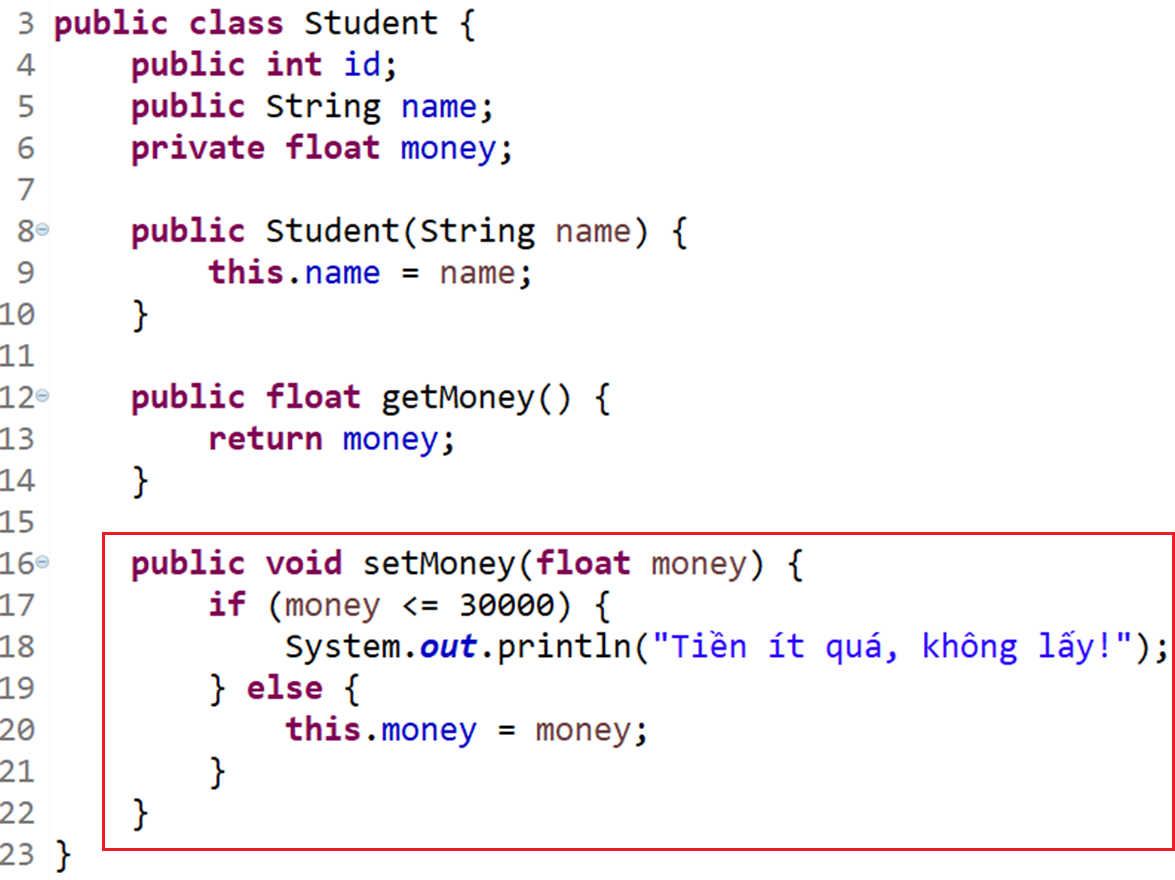 3 public class Student {
4     public int id;
5     public String name;
6     private float money;
7
8     public Student(String name) {
9         this.name = name;
10     }
11
12     public float getMoney() {
13         return money;
14     }
15
16     public void setMoney(float money) {
17         if (money <= 30000) {
18             System.out.println("Tiền ít quá, không lấy!");
19         } else {
20             this.money = money;
21         }
22     }
23 }